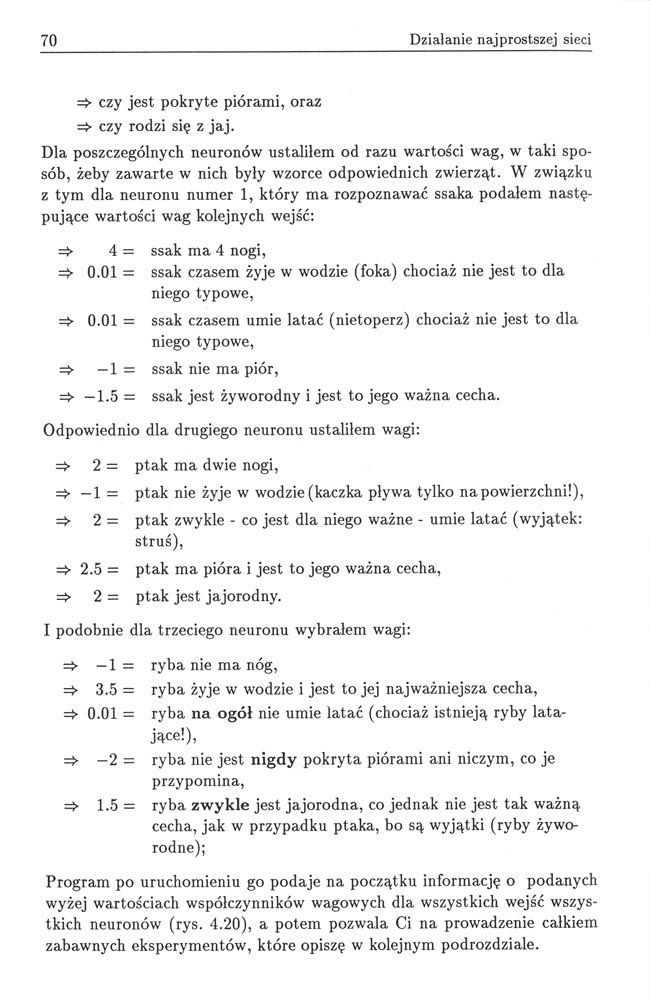 70 Działanie najprostszej sieci
⇒ czy jest pokryte piórami, oraz
⇒ czy rodzi się z jaj.
Dla poszczególnych neuronów ustaliłem od razu wartości wag, w taki spo-
sób, żeby zawarte w nich były wzorce odpowiednich zwierząt. W związku
z tym dla neuronu numer 1, który ma rozpoznawać ssaka podałem nastę-
pujące wartości wag kolejnych wejść:
⇒ 4 = ssak ma 4 nogi,
⇒ 0.01 = ssak czasem żyje w wodzie (foka) chociaż nie jest to dla
niego typowe,
⇒ 0.01 = ssak czasem umie latać (nietoperz) chociaż nie jest to dla
niego typowe,
⇒ −1 = ssak nie ma piór,
⇒ −1.5 = ssak jest żyworodny i jest to jego ważna cecha.
Odpowiednio dla drugiego neuronu ustaliłem wagi:
⇒ 2 = ptak ma dwie nogi,
⇒ −1 = ptak nie żyje w wodzie (kaczka pływa tylko na powierzchni!),
⇒ 2 = ptak zwykle - co jest dla niego ważne - umie latać (wyjątek:
struś),
⇒ 2.5 = ptak ma pióra i jest to jego ważna cecha,
⇒ 2 = ptak jest jajorodny.
I podobnie dla trzeciego neuronu wybrałem wagi:
⇒ −1 = ryba nie ma nóg,
⇒ 3.5 = ryba żyje w wodzie i jest to jej najważniejsza cecha,
⇒ 0.01 = ryba na ogół nie umie latać (chociaż istnieją ryby lata-
jące!),
⇒ −2 = ryba nie jest nigdy pokryta piórami ani niczym, co je
przypomina,
⇒ 1.5 = ryba zwykle jest jajorodna, co jednak nie jest tak ważną
cecha, jak w przypadku ptaka, bo są wyjątki (ryby żywo-
rodne);
Program po uruchomieniu go podaje na początku informację o podanych
wyżej wartościach współczynników wagowych dla wszystkich wejść wszys-
tkich neuronów (rys. 4.20), a potem pozwala Ci na prowadzenie całkiem
zabawnych eksperymentów, które opiszę w kolejnym podrozdziale.